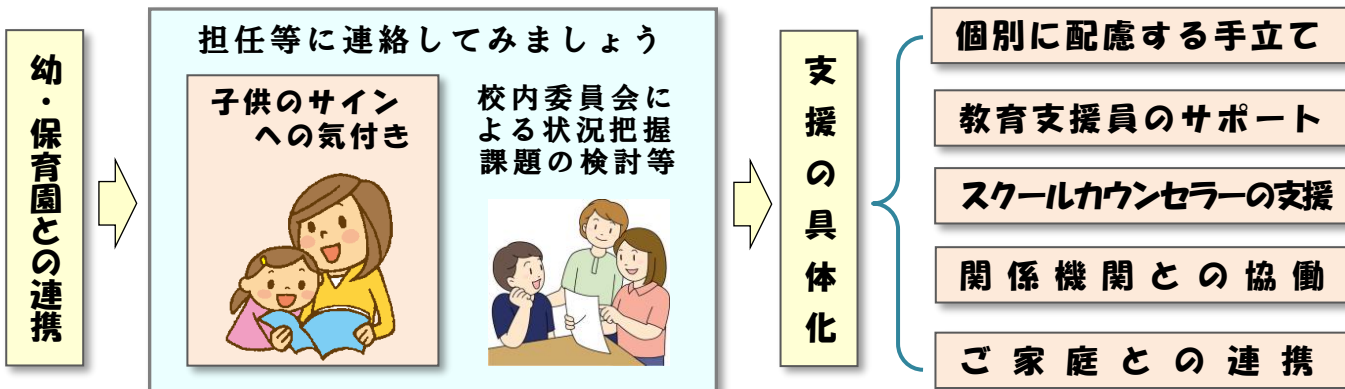 幼・保育園との連携
担任等に連絡してみましょう
子供のサイン
への気付き
校内委員会に
よる状況把握
課題の検討等
支援の具体化
個別に配慮する手立て
教育支援員のサポート
スクールカウンセラーの支援
関係機関との協働
ご家庭との連携